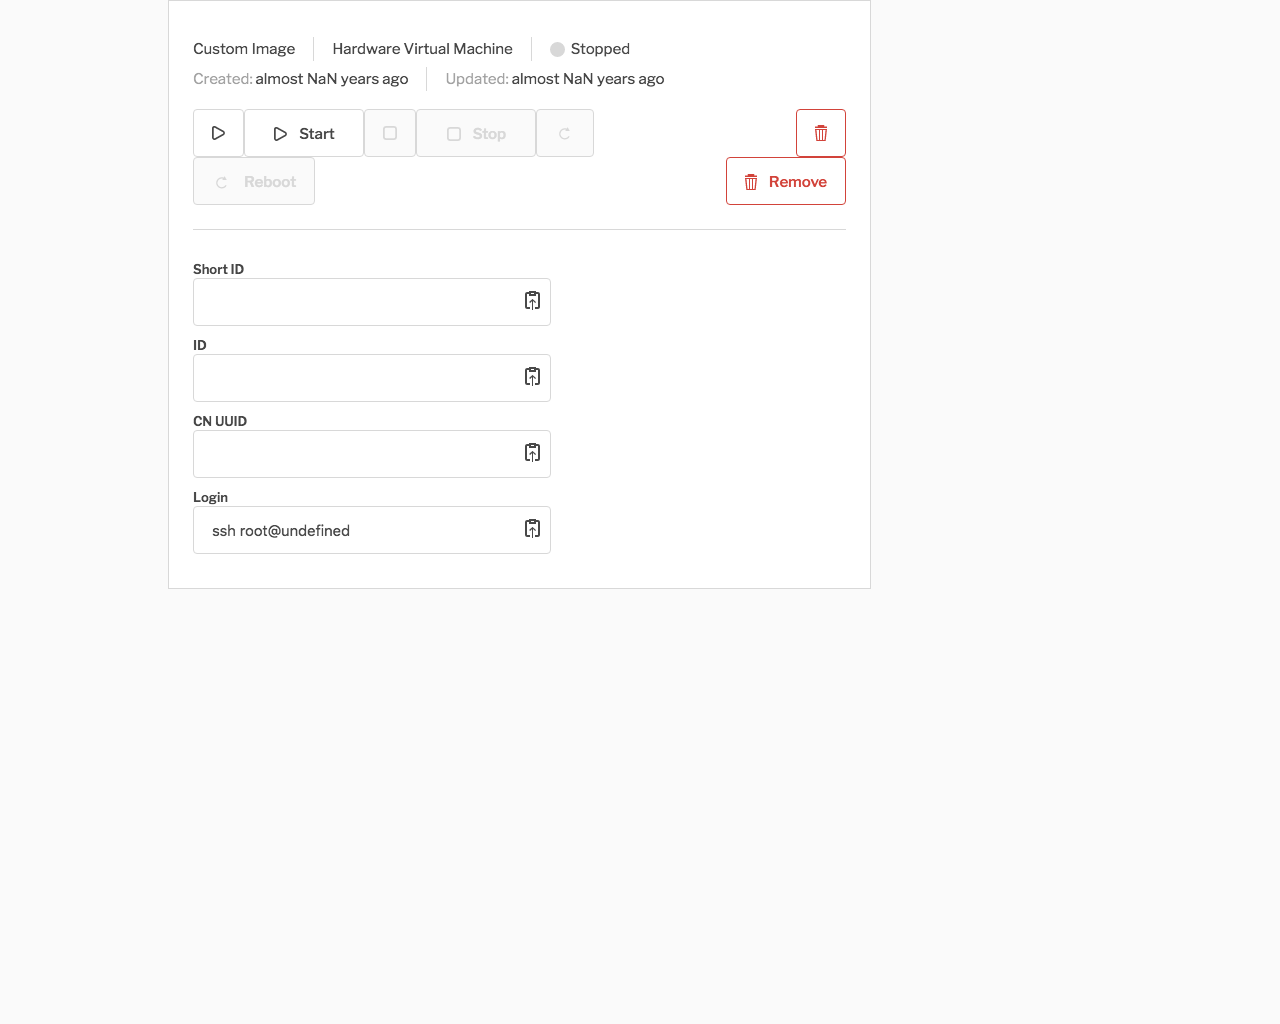 Custom Image Hardware Virtual Machine Stopped
Created: almost NaN years ago Updated: almost NaN years ago
Start Stop
Reboot Remove
Short ID
ID
CN UUID
Login
ssh root@undefined